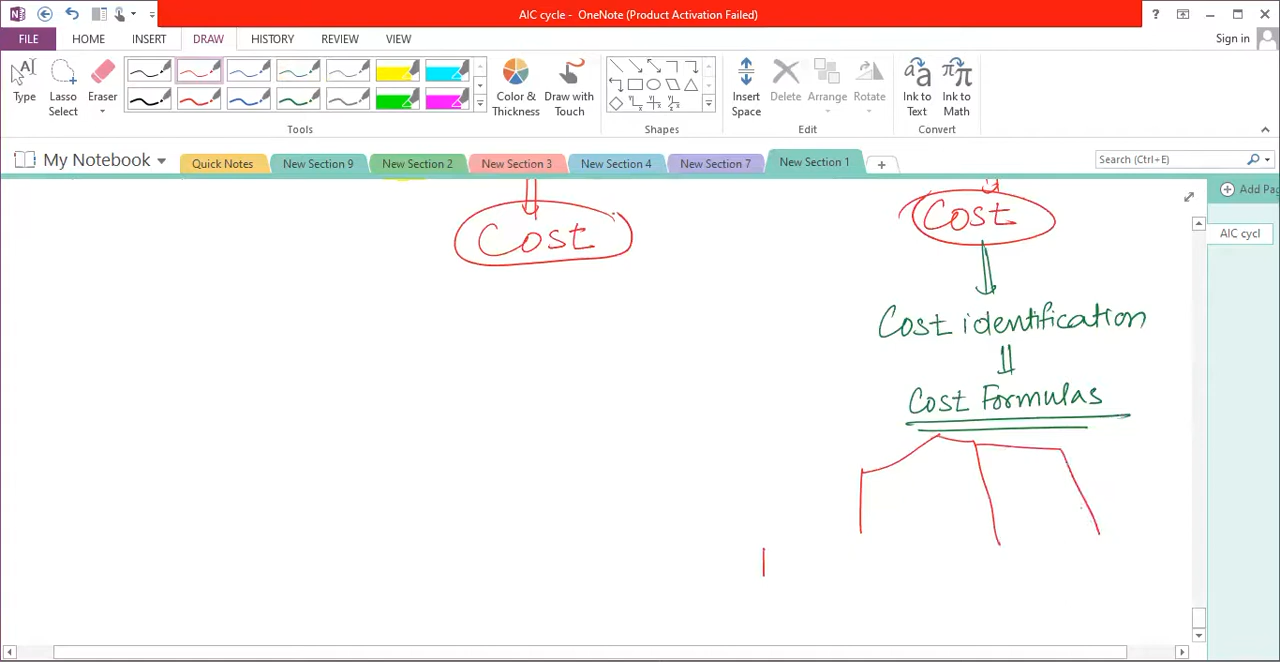 AIC cycle - OneNote (Product Activation Failed)
?
FILE HOME INSERT DRAW HISTORY REVIEW VIEW
Sign in
Type
Lasso Select
Eraser
Color & Thickness
Draw with Touch
Insert Space
Delete
Arrange
Rotate
Ink to Text
Ink to Math
Tools
Shapes
Edit
Convert
My Notebook
Quick Notes
New Section 9
New Section 2
New Section 3
New Section 4
New Section 7
New Section 1
Search (Ctrl+E)
Add Pag
AIC cycl
Cost
Cost
Cost identification
Cost Formulas